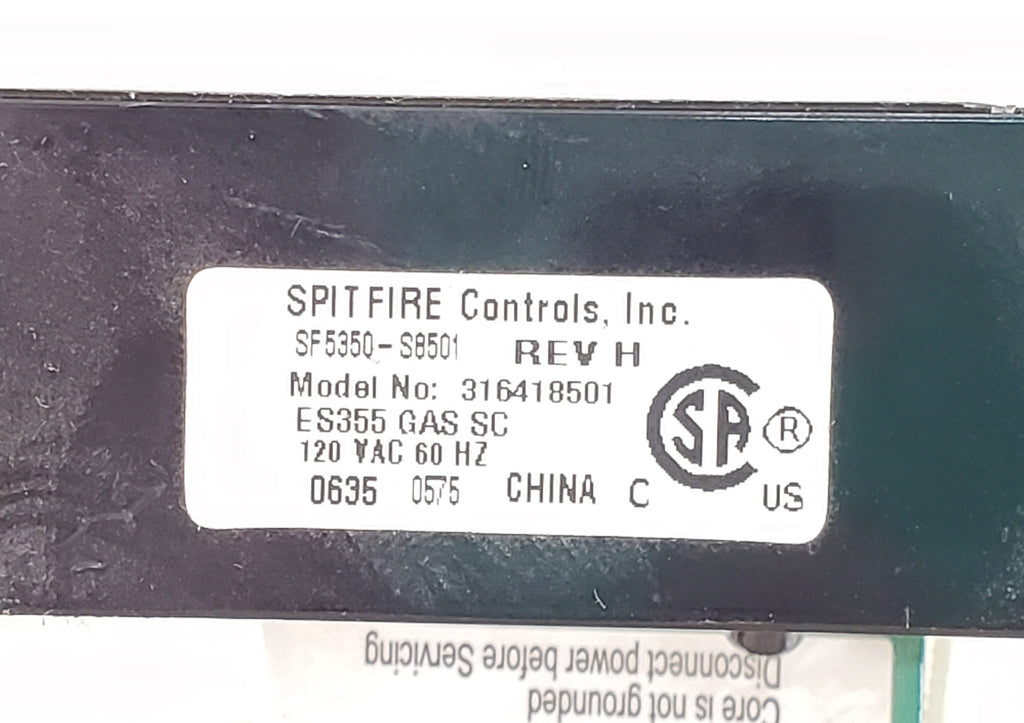 SPITFIRE Controls, Inc.
SF5350-S8501 REV H
Model No: 316418501
ES355 GAS SC
120 VAC 60 HZ
0635 0575 CHINA C SA ® US
Core is not grounded
Disconnect power before Servicing